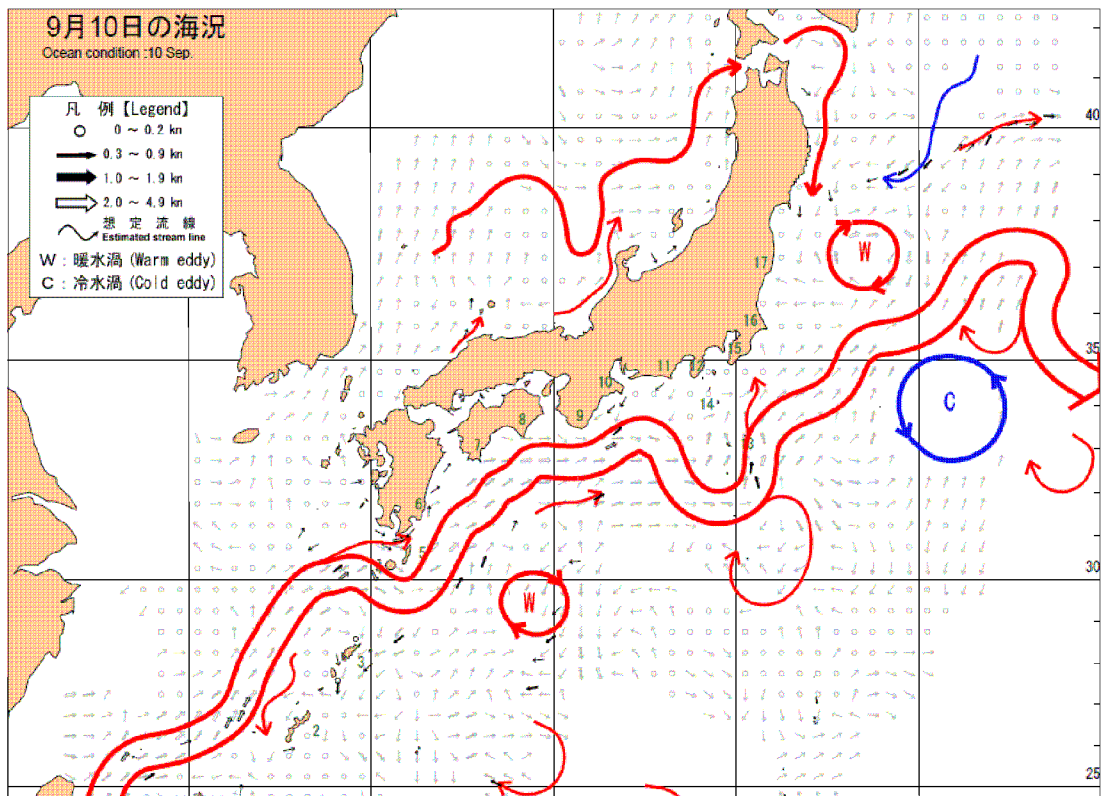 9月10日の海況
Ocean condition :10 Sep.
凡 例【Legend】
0 ~ 0.2 kn
0.3 ~ 0.9 kn
1.0 ~ 1.9 kn
2.0 ~ 4.9 kn
想 定 流 線
Estimated stream line
W : 暖水渦 (Warm eddy)
C : 冷水渦 (Cold eddy)
40
W
17
16
35
15
12
11
10
14
9
8
7
13
C
6
5
30
W
3
2
25